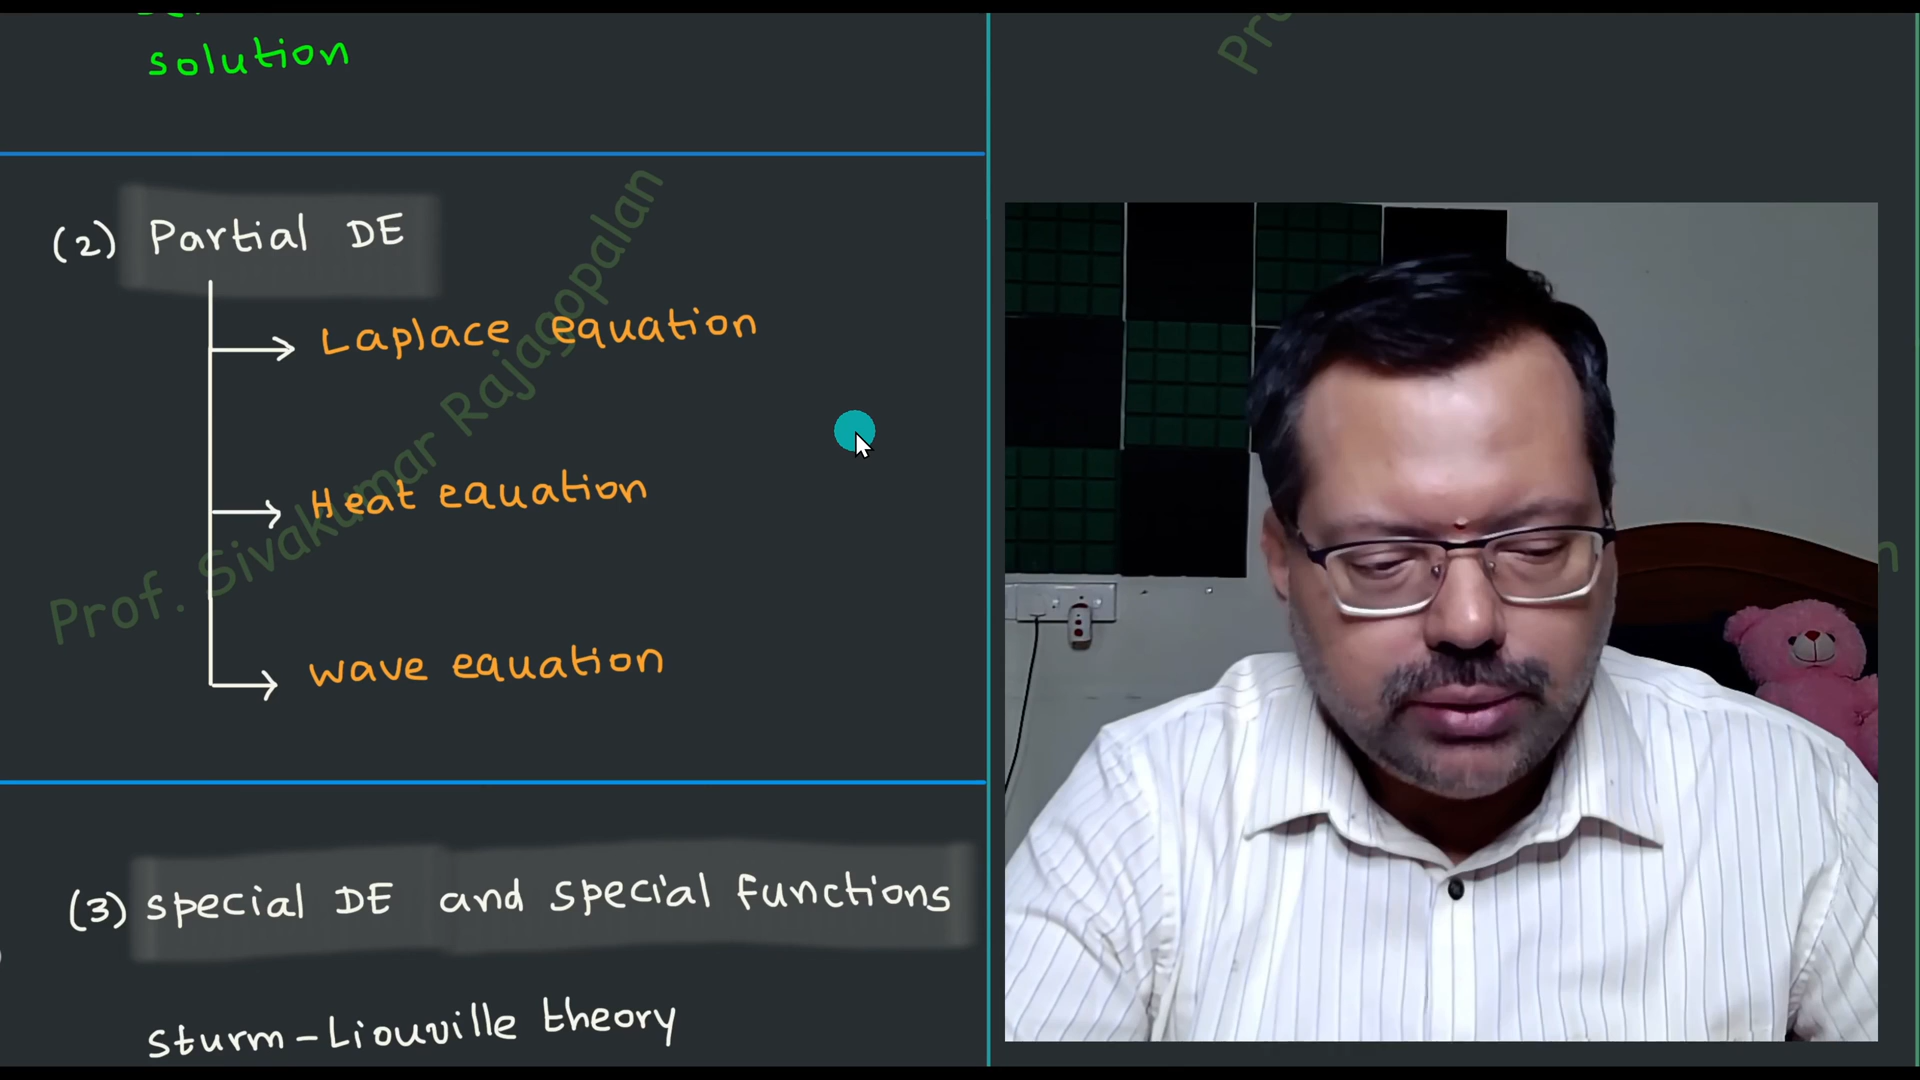 solution
(2) Partial DE
Laplace equation
Heat equation
wave equation
(3) special DE and special functions
sturm-Liouville theory
Prof. Sivakumar Rajagopalan